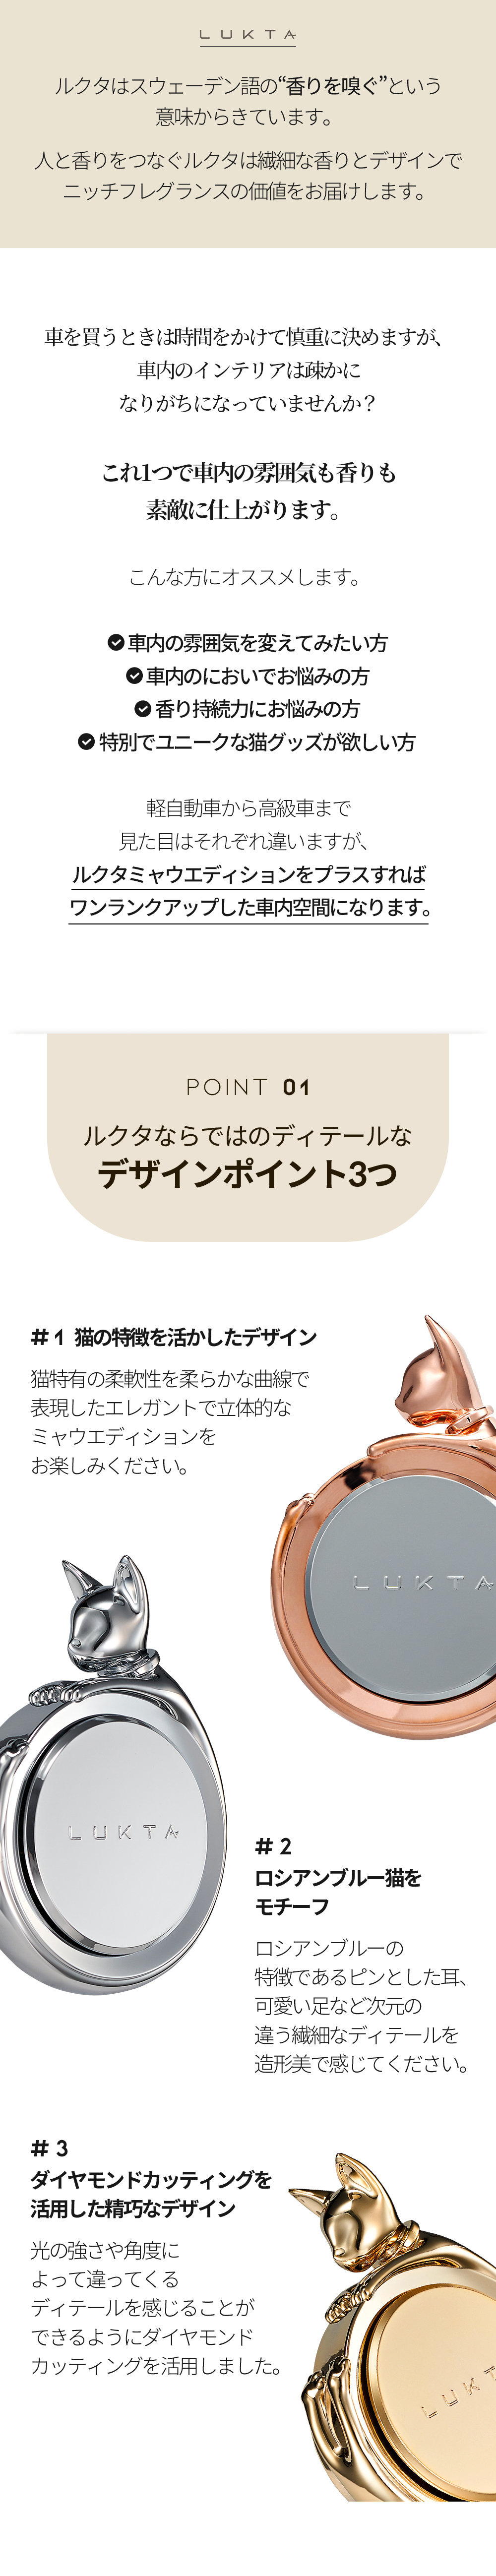 LUKTA
ルクタはスウェーデン語の“香りを嗅ぐ”という
意味からきています。
人と香りをつなぐルクタは繊細な香りとデザインで
ニッチフレグランスの価値をお届けします。
車を買うときは時間をかけて慎重に決めますが、
車内のインテリアは疎かに
なりがちになっていませんか？
これ1つで車内の雰囲気も香りも
素敵に仕上がります。
こんな方にオススメします。
車内の雰囲気を変えてみたい方
車内のにおいでお悩みの方
香り持続力にお悩みの方
特別でユニークな猫グッズが欲しい方
軽自動車から高級車まで
見た目はそれぞれ違いますが、
ルクタミャウエディションをプラスすれば
ワンランクアップした車内空間になります。
POINT 01
ルクタならではのディテールな
デザインポイント3つ
#1 猫の特徴を活かしたデザイン
猫特有の柔軟性を柔らかな曲線で
表現したエレガントで立体的な
ミャウエディションを
お楽しみください。
LUKTA
LUKTA
#2
ロシアンブルー猫を
モチーフ
ロシアンブルーの
特徴であるピンとした耳、
可愛い足など次元の
違う繊細なディテールを
造形美で感じてください。
#3
ダイヤモンドカッティングを
活用した精巧なデザイン
光の強さや角度に
よって違ってくる
ディテールを感じることが
できるようにダイヤモンド
カッティングを活用しました。
LUKT